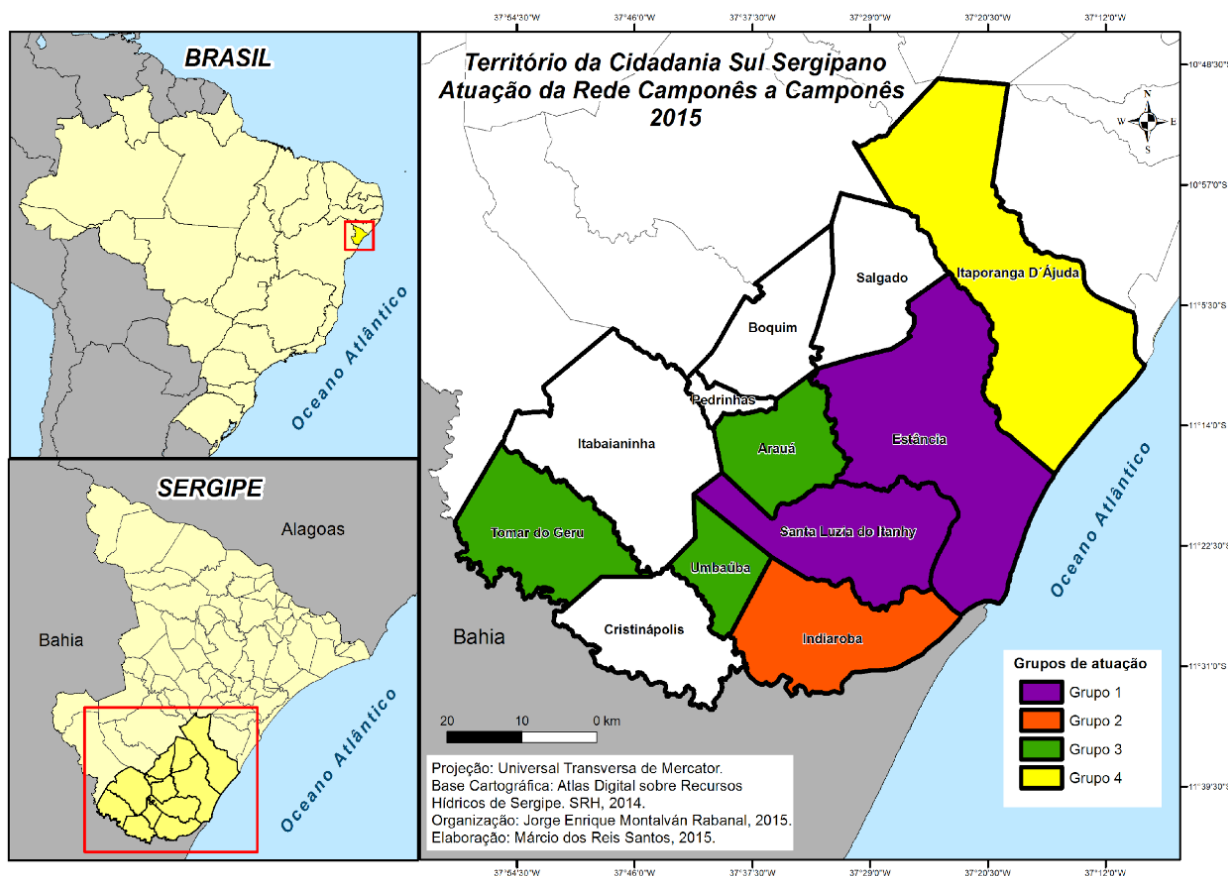 BRASIL
Oceano Atlântico
SERGIPE
Alagoas
Bahia
Oceano Atlântico
37°54'30"W 37°46'0"W 37°37'30"W 37°29'0"W 37°20'30"W 37°12'0"W
Território da Cidadania Sul Sergipano
Atuação da Rede Camponês a Camponês
2015
N
W E
S
10°48'30"S
10°57'0"S
11°5'30"S
11°14'0"S
11°22'30"S
11°31'0"S
11°39'30"S
Itaporanga D´Ájuda
Salgado
Boquim
Pedrinhas
Itabaianinha
Arauá
Estância
Tomar do Geru
Santa Luzia do Itanhy
Umbaúba
Cristinápolis
Indiaroba
Bahia
Oceano Atlântico
20 10 0 km
Grupos de atuação
Grupo 1
Grupo 2
Grupo 3
Grupo 4
Projeção: Universal Transversa de Mercator.
Base Cartográfica: Atlas Digital sobre Recursos
Hídricos de Sergipe. SRH, 2014.
Organização: Jorge Enrique Montalván Rabanal, 2015.
Elaboração: Márcio dos Reis Santos, 2015.
37°54'30"W 37°46'0"W 37°37'30"W 37°29'0"W 37°20'30"W 37°12'0"W